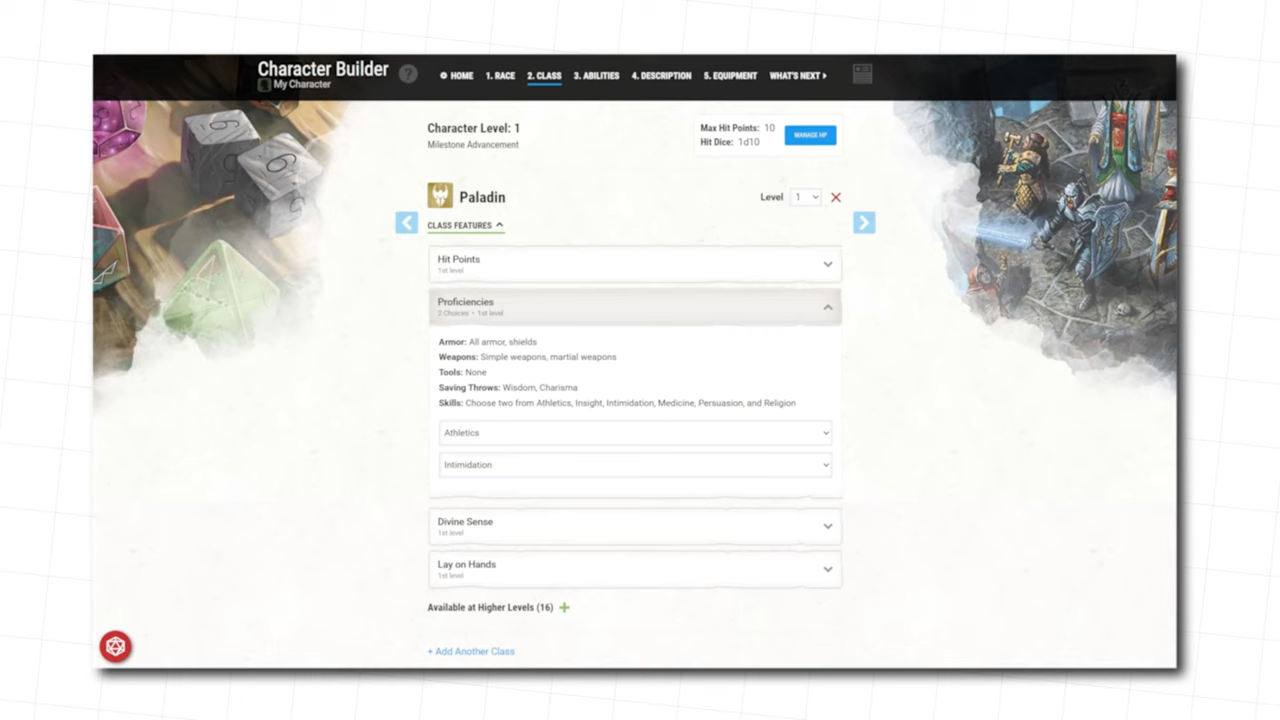 Character Builder
?
My Character
HOME
1. RACE
2. CLASS
3. ABILITIES
4. DESCRIPTION
5. EQUIPMENT
WHAT'S NEXT
Character Level: 1
Milestone Advancement
Max Hit Points: 10
Hit Dice: 1d10
MANAGE HP
Paladin
Level 1
CLASS FEATURES
Hit Points
1st level
Proficiencies
2 Choices • 1st level
Armor: All armor, shields
Weapons: Simple weapons, martial weapons
Tools: None
Saving Throws: Wisdom, Charisma
Skills: Choose two from Athletics, Insight, Intimidation, Medicine, Persuasion, and Religion
Athletics
Intimidation
Divine Sense
1st level
Lay on Hands
1st level
Available at Higher Levels (16)
+ Add Another Class